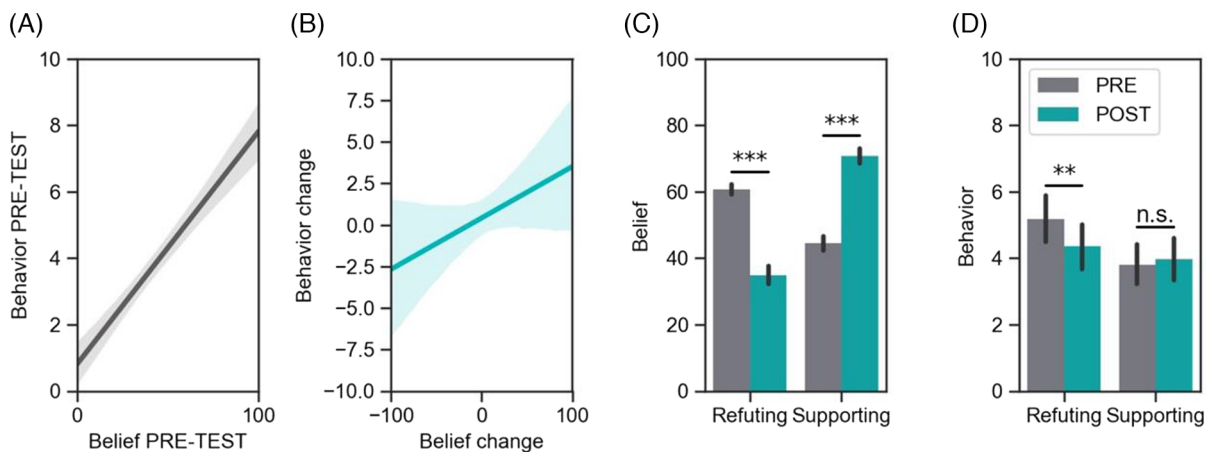 (A)
Behavior PRE-TEST
10
8
6
4
2
0
0 100
Belief PRE-TEST
(B)
Behavior change
10.0
7.5
5.0
2.5
0.0
−2.5
−5.0
−7.5
−10.0
−100 0 100
Belief change
(C)
Belief
100
80
60
40
20
0
***
***
Refuting Supporting
(D)
Behavior
10
8
6
4
2
0
PRE
POST
**
n.s.
Refuting Supporting